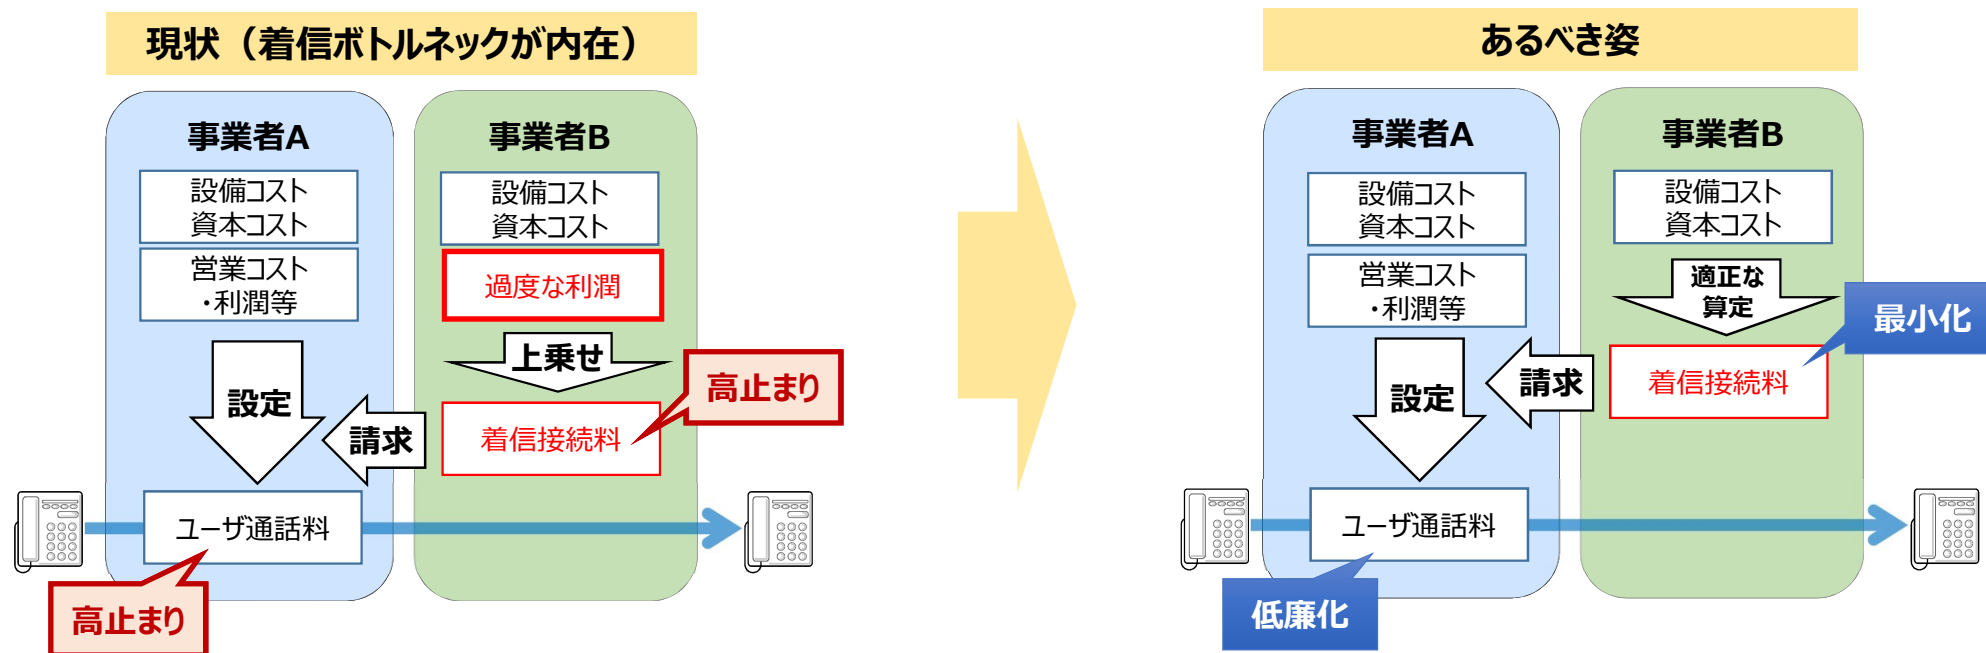 現状（着信ボトルネックが内在）
事業者A
設備コスト
資本コスト
営業コスト
・利潤等
設定
ユーザ通話料
高止まり
事業者B
設備コスト
資本コスト
過度な利潤
上乗せ
高止まり
着信接続料
請求
あるべき姿
事業者A
設備コスト
資本コスト
営業コスト
・利潤等
設定
ユーザ通話料
低廉化
事業者B
設備コスト
資本コスト
適正な
算定
最小化
着信接続料
請求